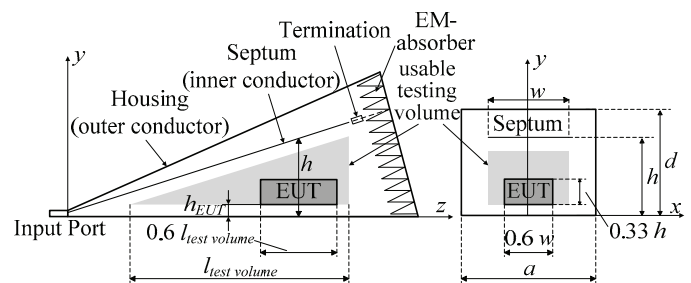 y
Termination
Septum
(inner conductor)
Housing
(outer conductor)
EM-
absorber
usable
testing
volume
h
EUT
h_EUT
Input Port
z
0.6 l_test volume
l_test volume
y
w
Septum
d
h
EUT
x
0.6 w
0.33 h
a